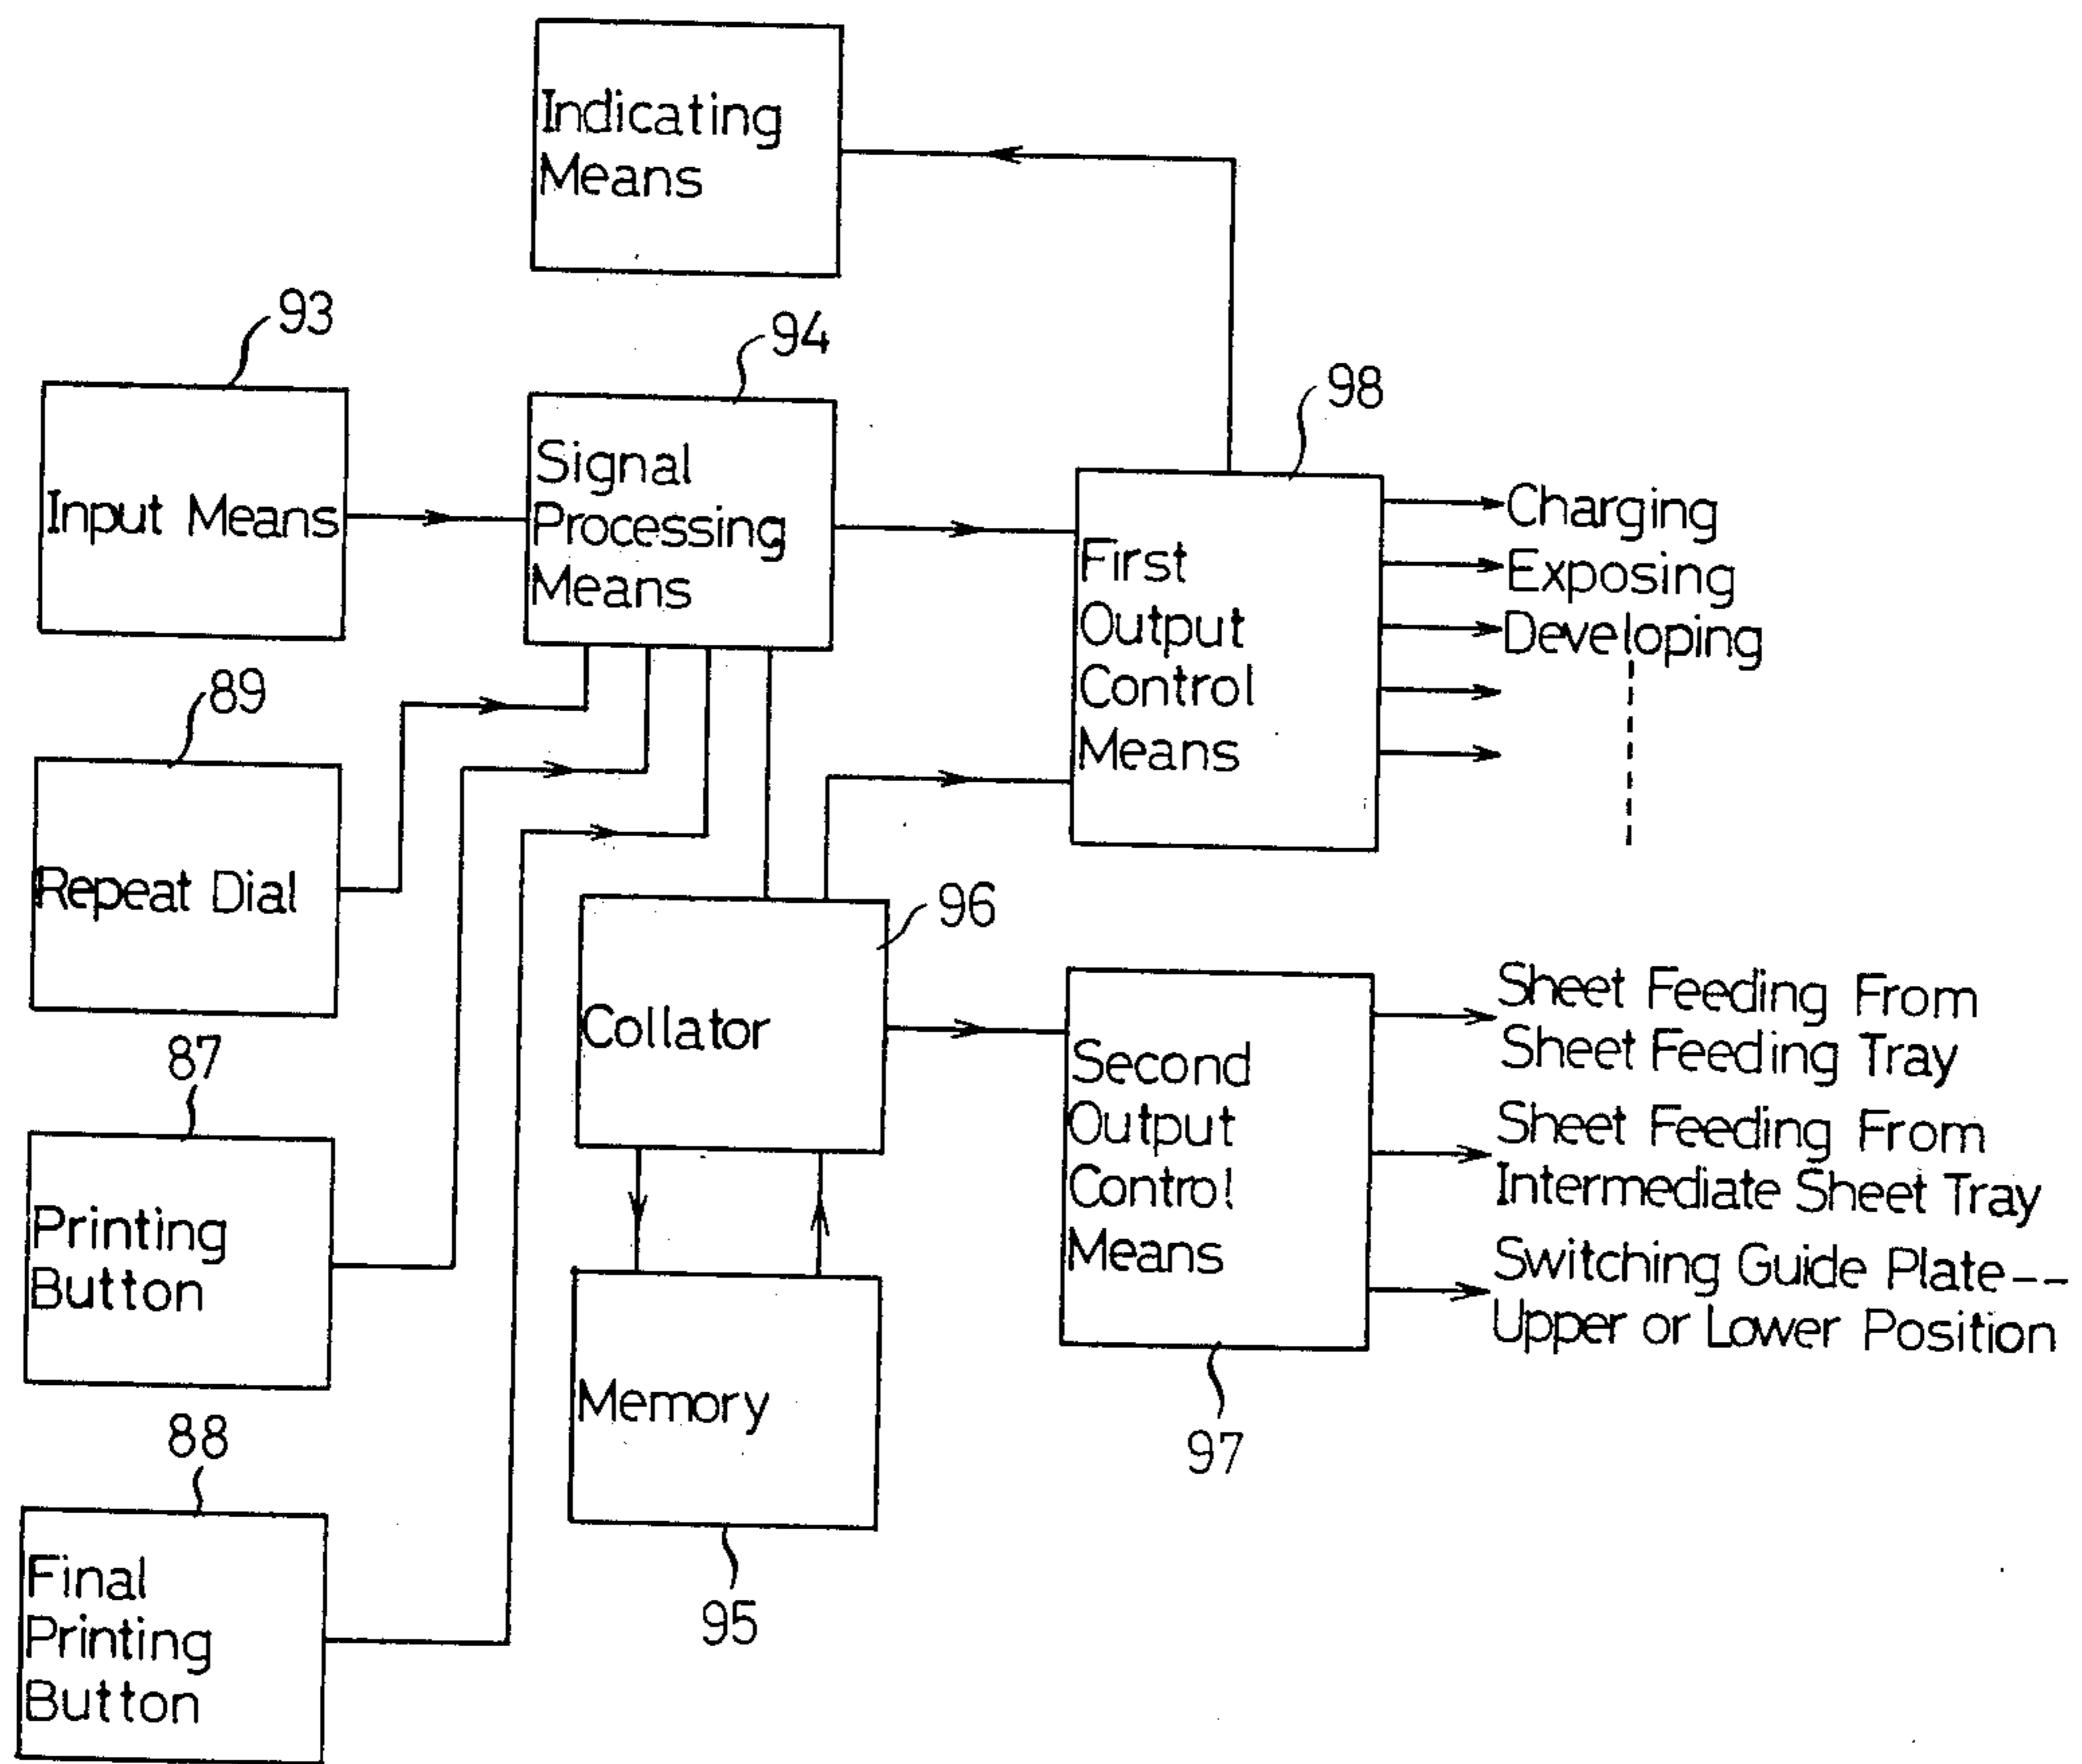 Indicating
Means
93
Input Means
94
Signal
Processing
Means
98
First
Output
Control
Means
Charging
Exposing
Developing
89
Repeat Dial
87
Printing
Button
88
Final
Printing
Button
96
Collator
Memory
95
Second
Output
Control
Means
97
Sheet Feeding From
Sheet Feeding Tray
Sheet Feeding From
Intermediate Sheet Tray
Switching Guide Plate--
Upper or Lower Position